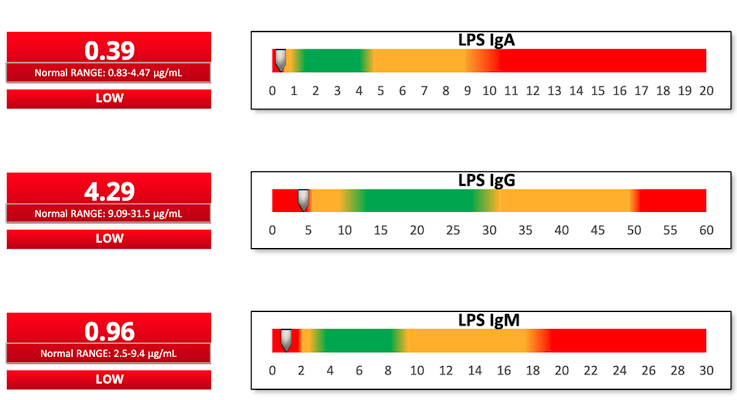 LPS IgA
0.39
Normal RANGE: 0.83-4.47 µg/mL
LOW
0 1 2 3 4 5 6 7 8 9 10 11 12 13 14 15 16 17 18 19 20
LPS IgG
4.29
Normal RANGE: 9.09-31.5 µg/mL
LOW
0 5 10 15 20 25 30 35 40 45 50 55 60
LPS IgM
0.96
Normal RANGE: 2.5-9.4 µg/mL
LOW
0 2 4 6 8 10 12 14 16 18 20 22 24 26 28 30